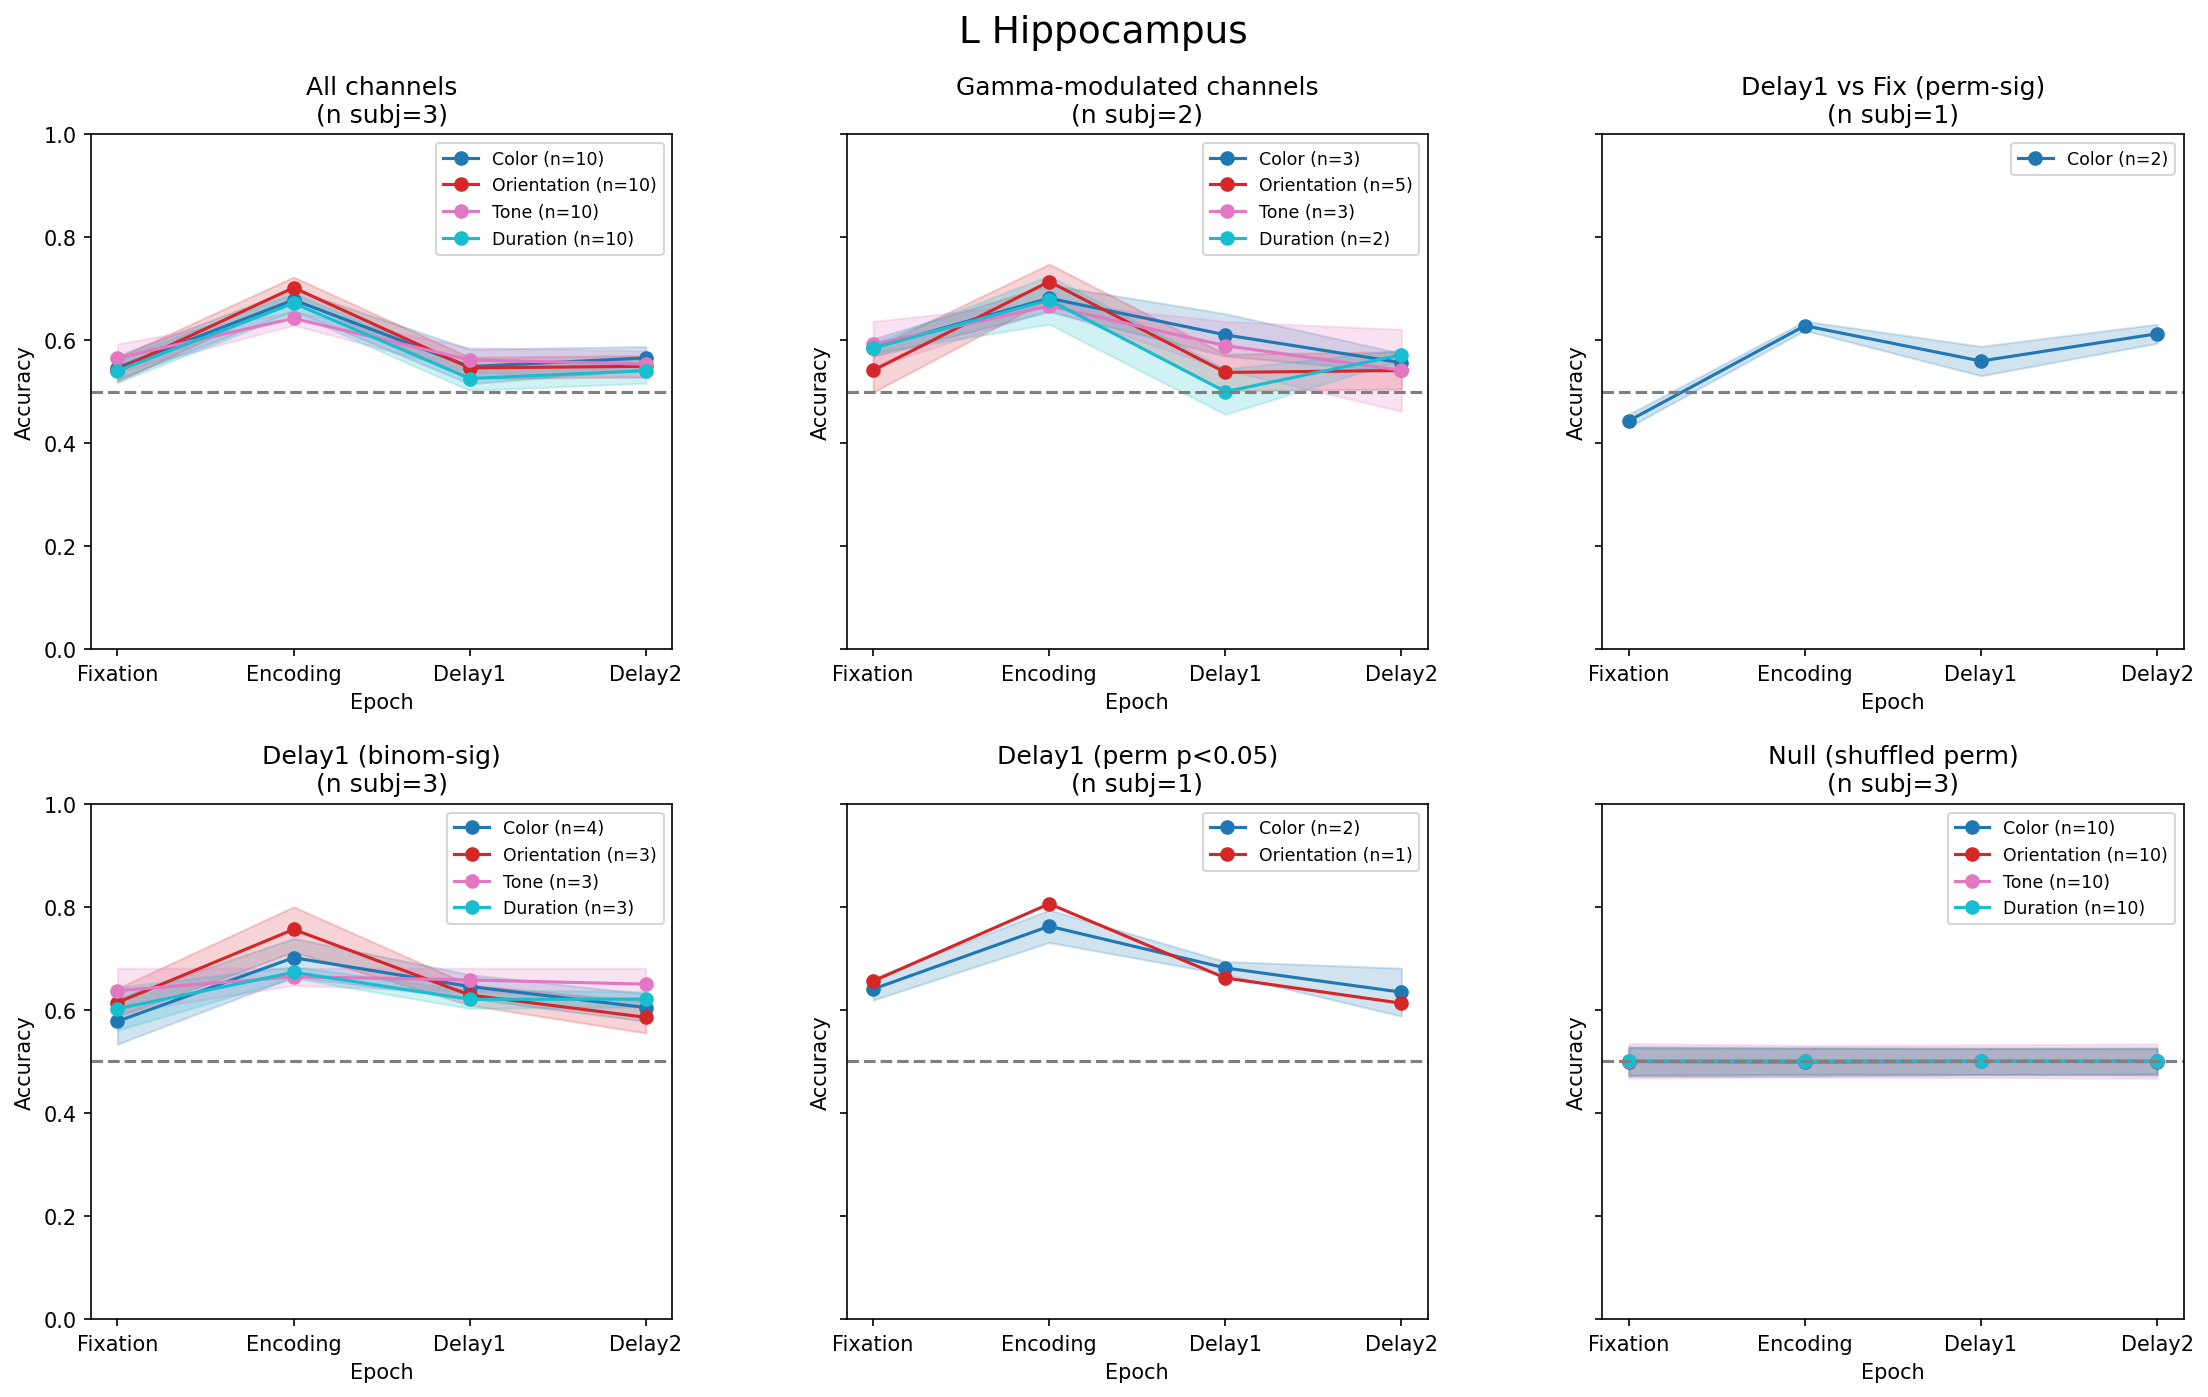 L Hippocampus
All channels
(n subj=3)
1.0
0.8
0.6
0.4
0.2
0.0
Accuracy
Color (n=10)
Orientation (n=10)
Tone (n=10)
Duration (n=10)
Fixation Encoding Delay1 Delay2
Epoch
Gamma-modulated channels
(n subj=2)
Accuracy
Color (n=3)
Orientation (n=5)
Tone (n=3)
Duration (n=2)
Fixation Encoding Delay1 Delay2
Epoch
Delay1 vs Fix (perm-sig)
(n subj=1)
Accuracy
Color (n=2)
Fixation Encoding Delay1 Delay2
Epoch
Delay1 (binom-sig)
(n subj=3)
1.0
0.8
0.6
0.4
0.2
0.0
Accuracy
Color (n=4)
Orientation (n=3)
Tone (n=3)
Duration (n=3)
Fixation Encoding Delay1 Delay2
Epoch
Delay1 (perm p<0.05)
(n subj=1)
Accuracy
Color (n=2)
Orientation (n=1)
Fixation Encoding Delay1 Delay2
Epoch
Null (shuffled perm)
(n subj=3)
Accuracy
Color (n=10)
Orientation (n=10)
Tone (n=10)
Duration (n=10)
Fixation Encoding Delay1 Delay2
Epoch